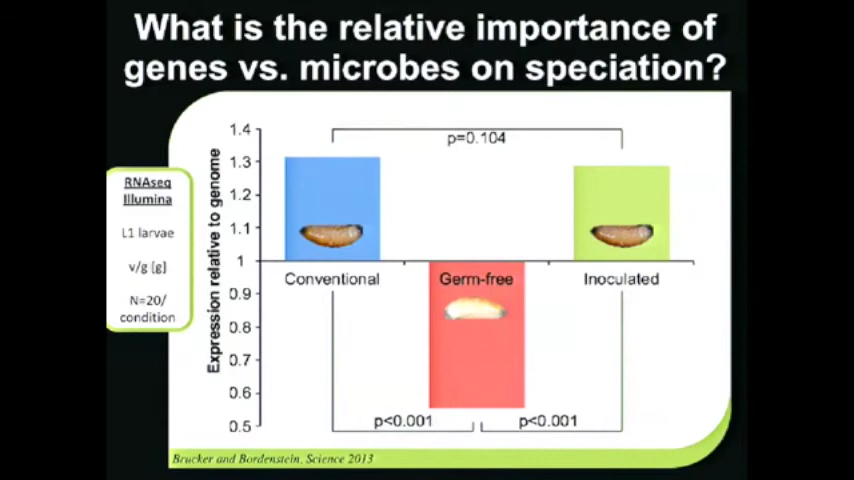 What is the relative importance of
genes vs. microbes on speciation?
RNAseq
Illumina
L1 larvae
v/g [g]
N=20/
condition
Expression relative to genome
1.4
1.3
1.2
1.1
1
0.9
0.8
0.7
0.6
0.5
p=0.104
Conventional
Germ-free
Inoculated
p<0.001
p<0.001
Brucker and Bordenstein, Science 2013